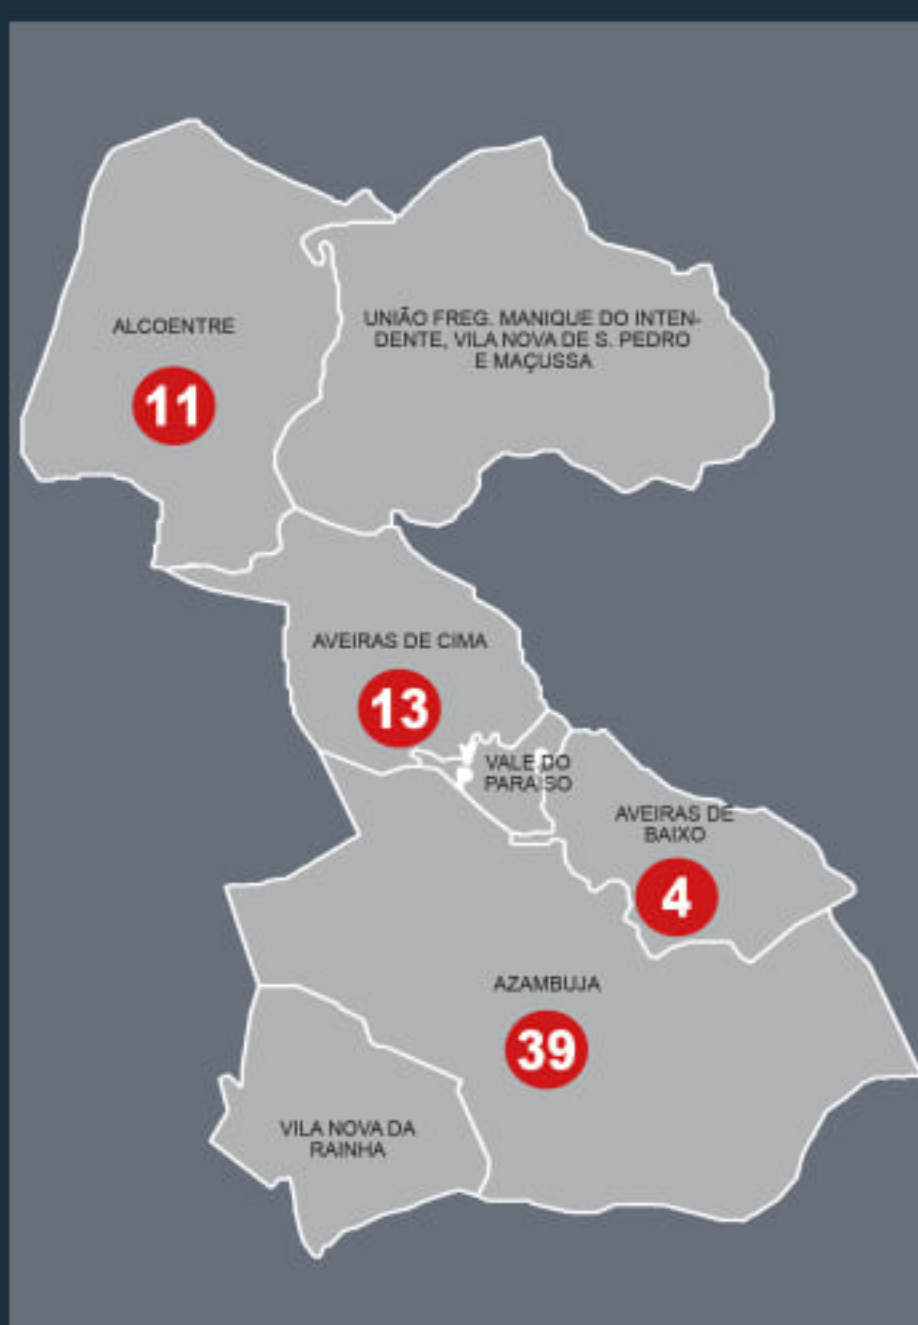 ALCOENTRE
11
UNIÃO FREG. MANIQUE DO INTEN-
DENTE, VILA NOVA DE S. PEDRO
E MAÇUSSA
AVEIRAS DE CIMA
13
VALE DO
PARAÍSO
AVEIRAS DE
BAIXO
4
AZAMBUJA
39
VILA NOVA DA
RAINHA